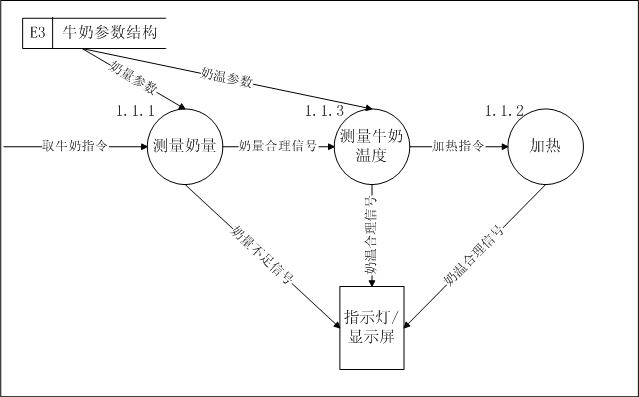 E3 牛奶参数结构
奶量参数
奶温参数
1.1.1
1.1.3
1.1.2
取牛奶指令
测量奶量
奶量合理信号
测量牛奶
温度
加热指令
加热
奶量不足信号
奶温合理信号
奶温合理信号
指示灯/
显示屏